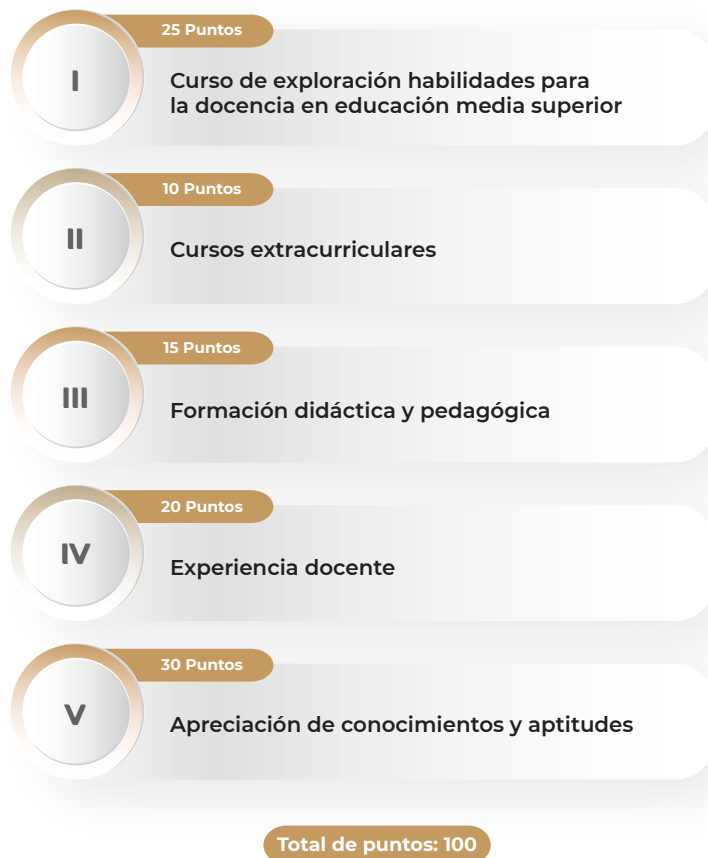 25 Puntos
I
Curso de exploración habilidades para
la docencia en educación media superior
10 Puntos
II
Cursos extracurriculares
15 Puntos
III
Formación didáctica y pedagógica
20 Puntos
IV
Experiencia docente
30 Puntos
V
Apreciación de conocimientos y aptitudes
Total de puntos: 100